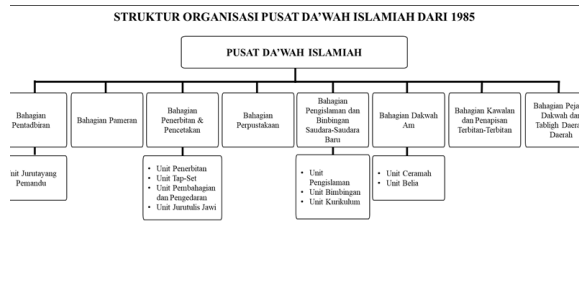 STRUKTUR ORGANISASI PUSAT DA'WAH ISLAMIAH DARI 1985
PUSAT DA'WAH ISLAMIAH
Bahagian
Pentadbiran
Bahagian Pameran
Bahagian
Penerbitan &
Pencetakan
Bahagian
Perpustakaan
Bahagian
Pengislaman dan
Binbingan
Saudara-Saudara
Baru
Bahagian Dakwah
Am
Bahagian Kawalan
dan Penapisan
Terbitan-Terbitan
Bahagian
Dakwah
Tabligh
Daerah
Jurutayang
Pemandu
• Unit Penerbitan
• Unit Tap-Set
• Unit Pembahagian
dan Pengedaran
• Unit Jurutulis Jawi
• Unit
Pengislaman
• Unit Bimbingan
• Unit Kurikulum
• Unit Ceramah
• Unit Belia